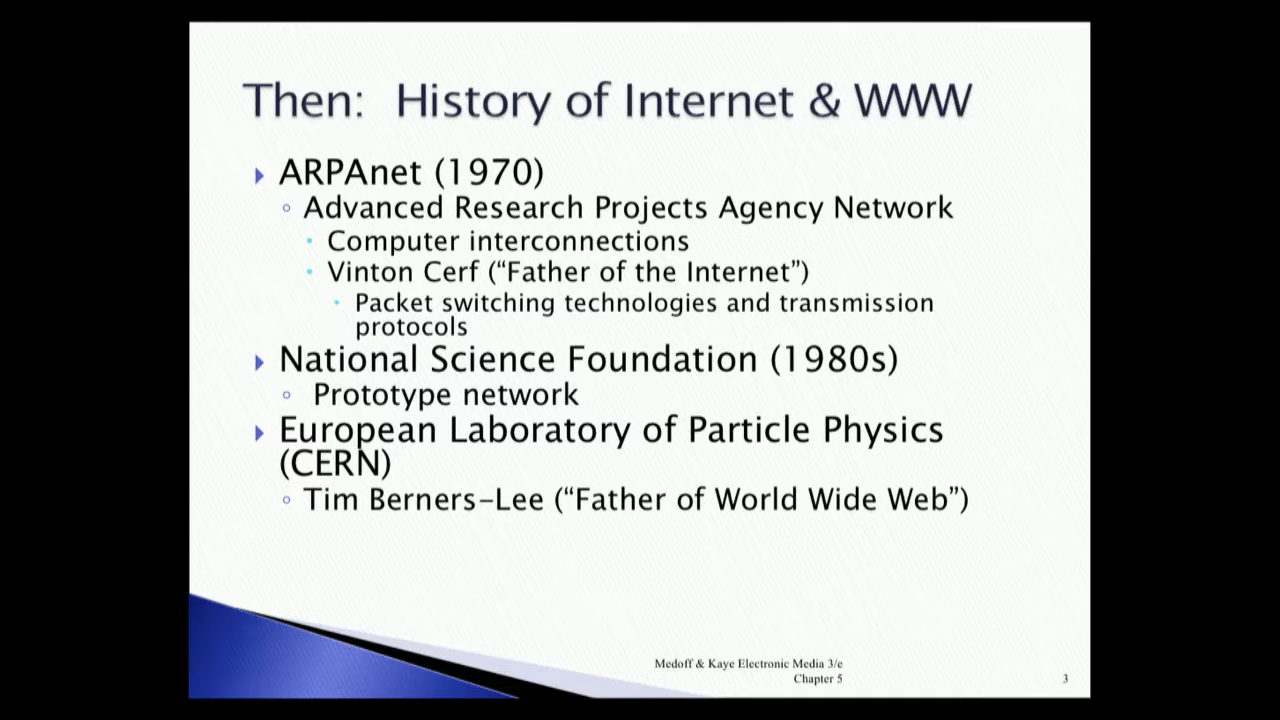 Then: History of Internet & WWW
ARPAnet (1970)
Advanced Research Projects Agency Network
Computer interconnections
Vinton Cerf (“Father of the Internet”)
Packet switching technologies and transmission
protocols
National Science Foundation (1980s)
Prototype network
European Laboratory of Particle Physics
(CERN)
Tim Berners-Lee (“Father of World Wide Web”)
Medoff & Kaye Electronic Media 3/e
Chapter 5
3